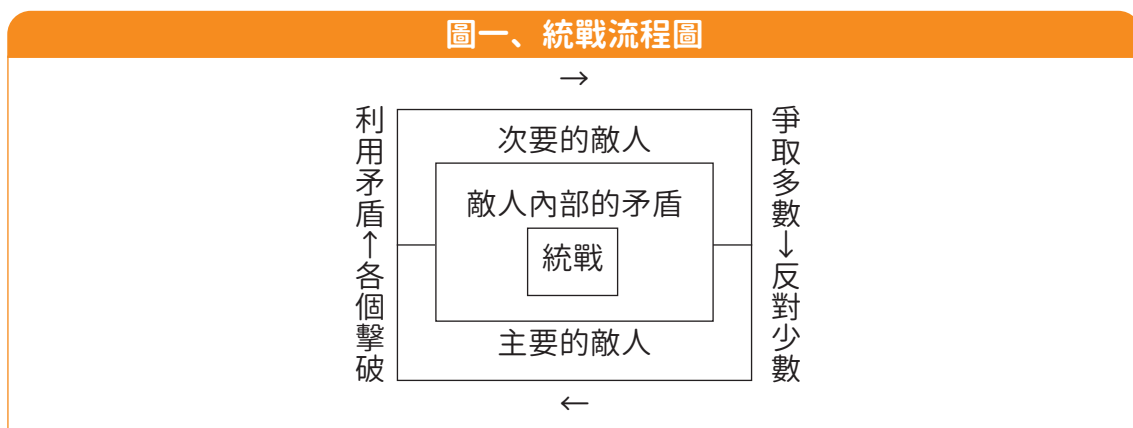 圖一、統戰流程圖
→
利用矛盾↑各個擊破
次要的敵人
敵人內部的矛盾
統戰
主要的敵人
爭取多數↓反對少數
←